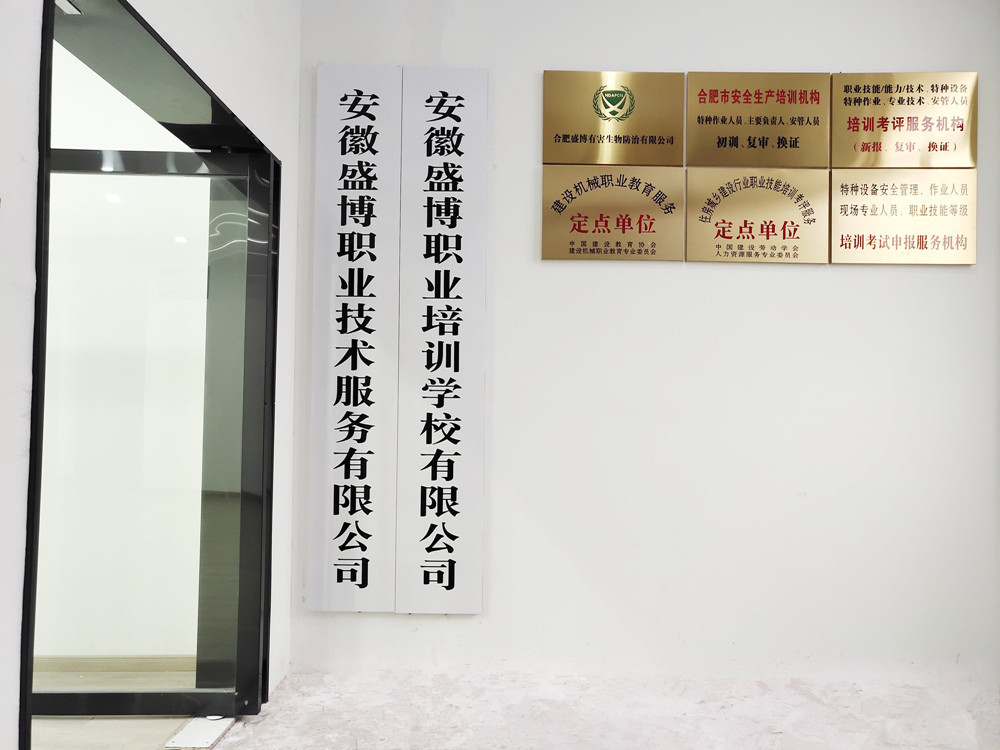 安徽盛博职业技术服务有限公司
安徽盛博职业培训学校有限公司
合肥盛博有害生物防治有限公司
合肥市安全生产培训机构
特种作业人员、主要负责人、安管人员
初训、复审、换证
职业技能/能力/技术、特种设备
特种作业、专业技术、安管人员
培训考评服务机构
(新报、复审、换证)
建设机械职业教育服务
定点单位
中国建设教育协会
建设机械职业教育专业委员会
住房城乡建设行业职业技能培训考评服务
定点单位
中国建设劳动学会
人力资源服务专业委员会
特种设备安全管理、作业人员
现场专业人员、职业技能等级
培训考试申报服务机构